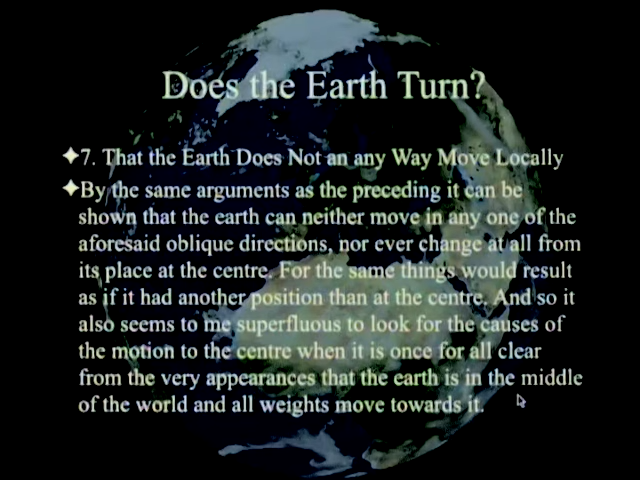 Does the Earth Turn?
7. That the Earth Does Not an any Way Move Locally
By the same arguments as the preceding it can be
shown that the earth can neither move in any one of the
aforesaid oblique directions, nor ever change at all from
its place at the centre. For the same things would result
as if it had another position than at the centre. And so it
also seems to me superfluous to look for the causes of
the motion to the centre when it is once for all clear
from the very appearances that the earth is in the middle
of the world and all weights move towards it.